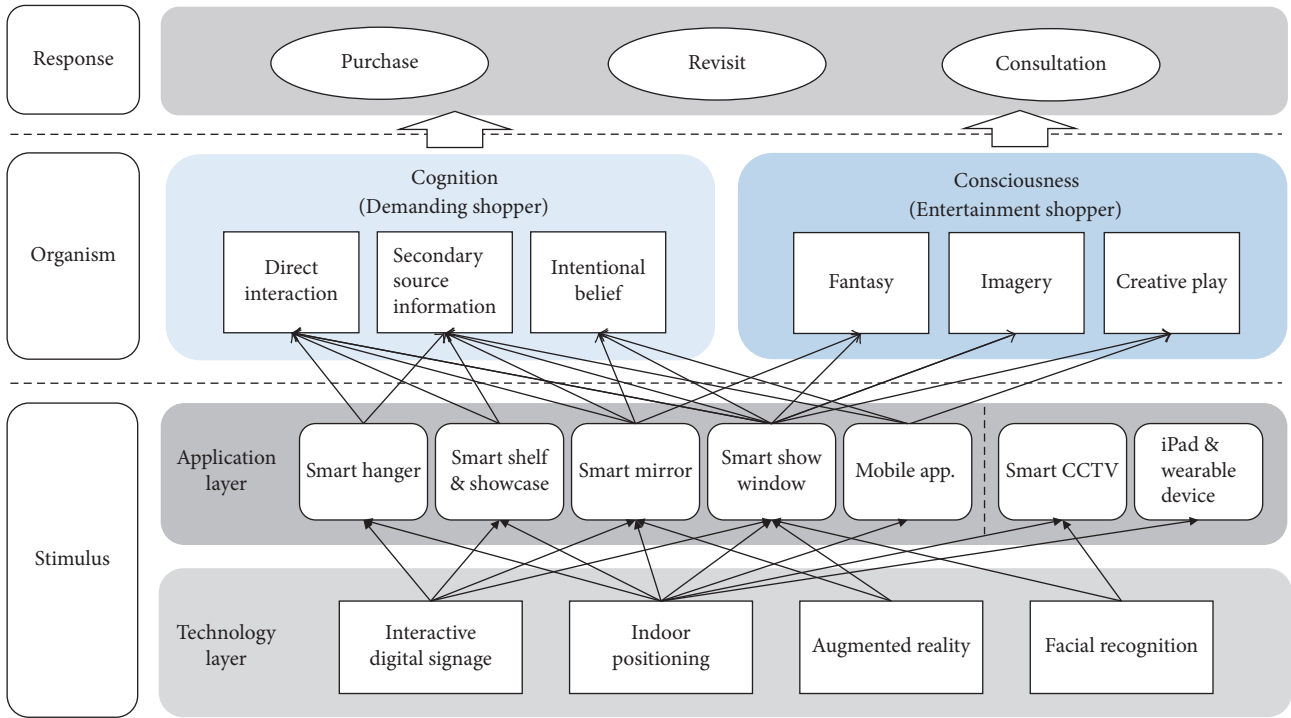 Response
Purchase
Revisit
Consultation
Organism
Cognition
(Demanding shopper)
Direct
interaction
Secondary
source
information
Intentional
belief
Consciousness
(Entertainment shopper)
Fantasy
Imagery
Creative play
Stimulus
Application
layer
Smart hanger
Smart shelf
& showcase
Smart mirror
Smart show
window
Mobile app.
Smart CCTV
iPad &
wearable
device
Technology
layer
Interactive
digital signage
Indoor
positioning
Augmented reality
Facial recognition